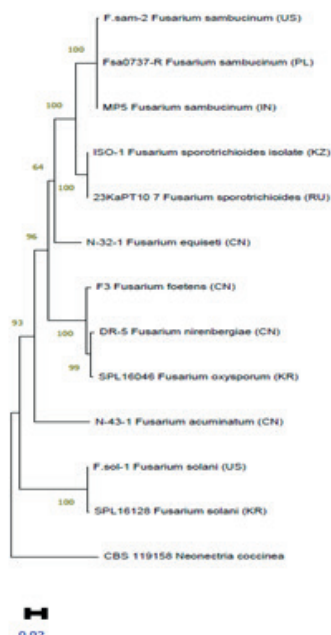 F.sam-2 Fusarium sambucinum (US)
100
Fsa0737-R Fusarium sambucinum (PL)
100
MP5 Fusarium sambucinum (IN)
ISO-1 Fusarium sporotrichioides isolate (KZ)
64
100
23KaPT10 7 Fusarium sporotrichioides (RU)
96
N-32-1 Fusarium equiseti (CN)
F3 Fusarium foetens (CN)
93
100
DR-5 Fusarium nirenbergiae (CN)
99
SPL16046 Fusarium oxysporum (KR)
N-43-1 Fusarium acuminatum (CN)
F.sol-1 Fusarium solani (US)
100
SPL16128 Fusarium solani (KR)
CBS 119158 Neonectria coccinea
0.02